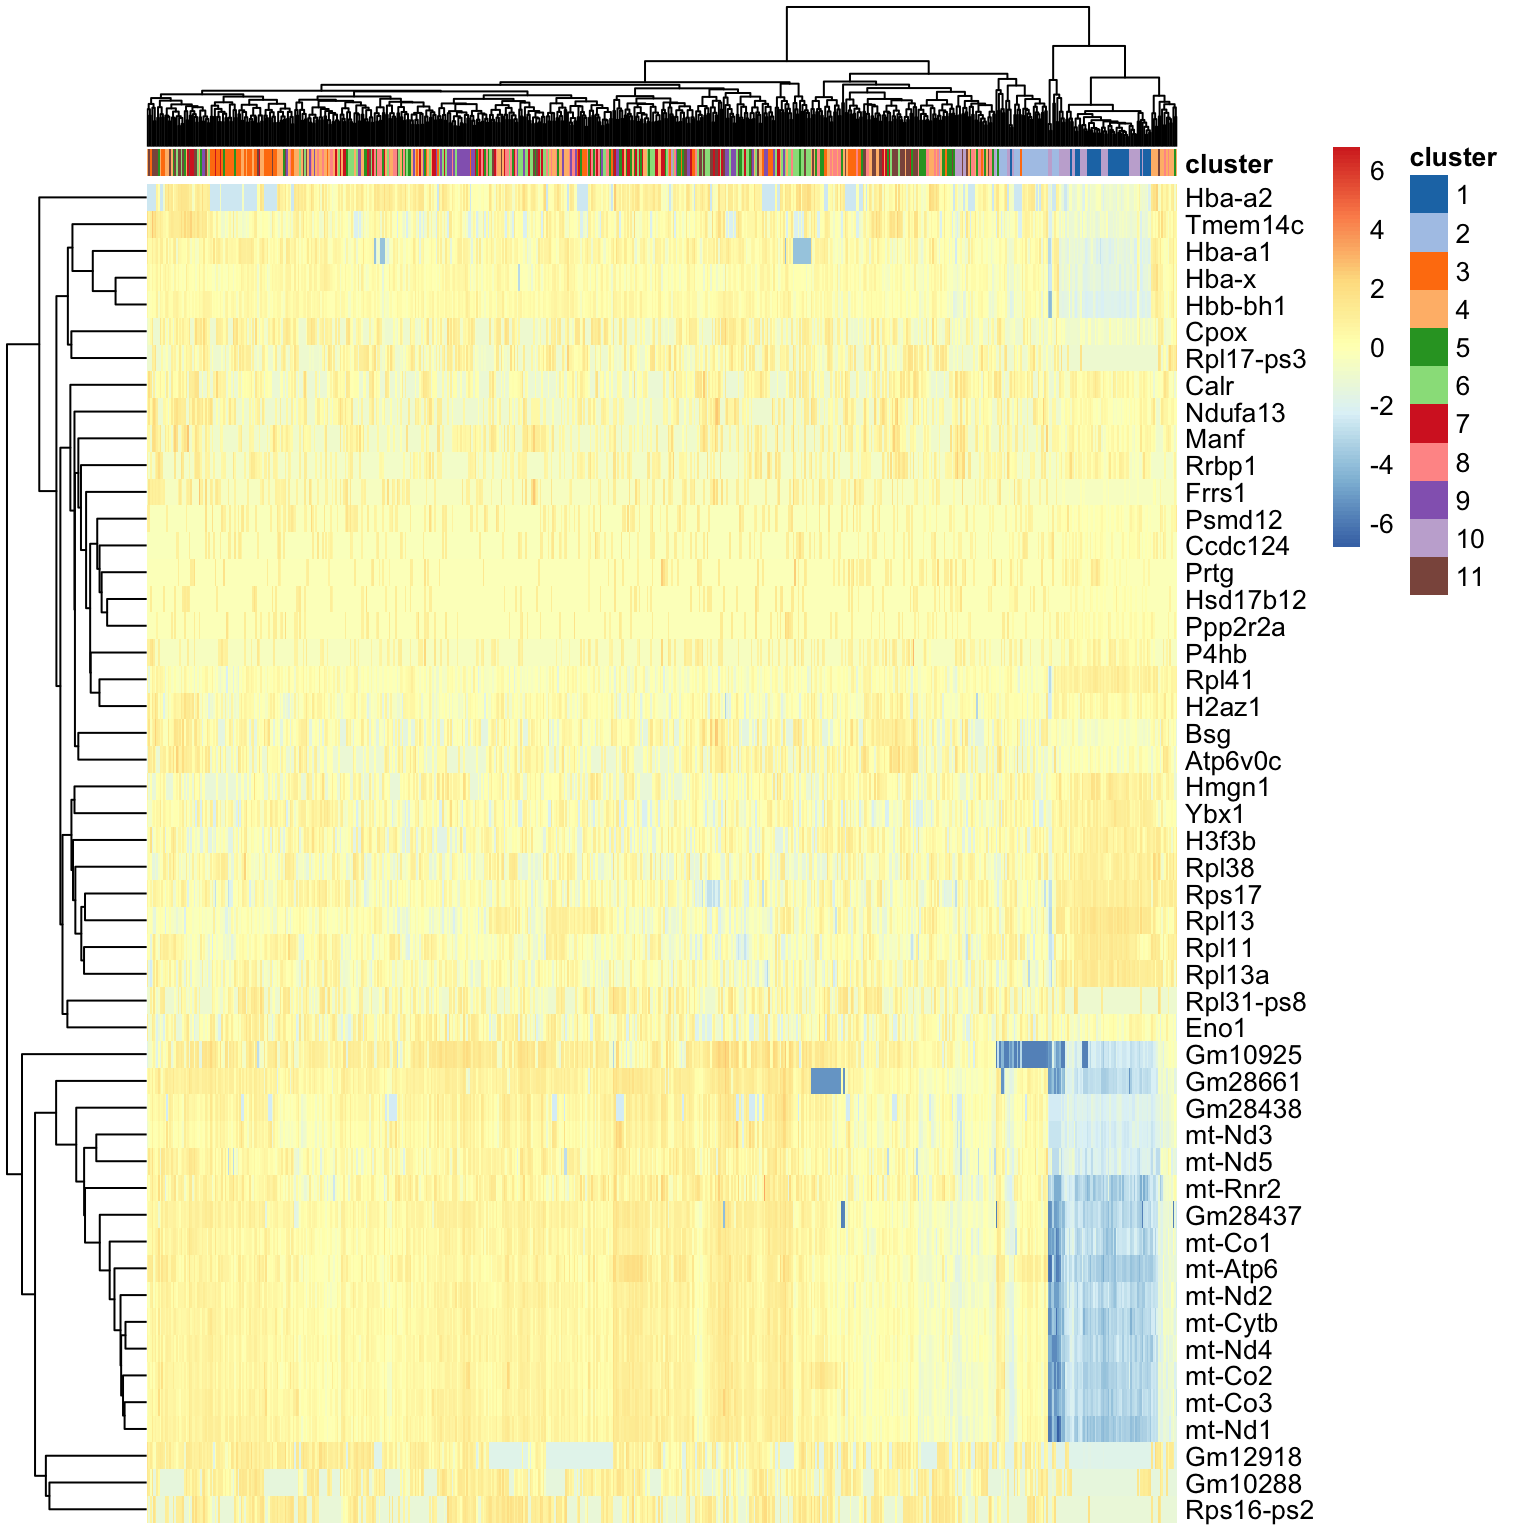 cluster
Hba-a2
Tmem14c
Hba-a1
Hba-x
Hbb-bh1
Cpox
Rpl17-ps3
Calr
Ndufa13
Manf
Rrbp1
Frrs1
Psmd12
Ccdc124
Prtg
Hsd17b12
Ppp2r2a
P4hb
Rpl41
H2az1
Bsg
Atp6v0c
Hmgn1
Ybx1
H3f3b
Rpl38
Rps17
Rpl13
Rpl11
Rpl13a
Rpl31-ps8
Eno1
Gm10925
Gm28661
Gm28438
mt-Nd3
mt-Nd5
mt-Rnr2
Gm28437
mt-Co1
mt-Atp6
mt-Nd2
mt-Cytb
mt-Nd4
mt-Co2
mt-Co3
mt-Nd1
Gm12918
Gm10288
Rps16-ps2
6
4
2
0
-2
-4
-6
cluster
1
2
3
4
5
6
7
8
9
10
11